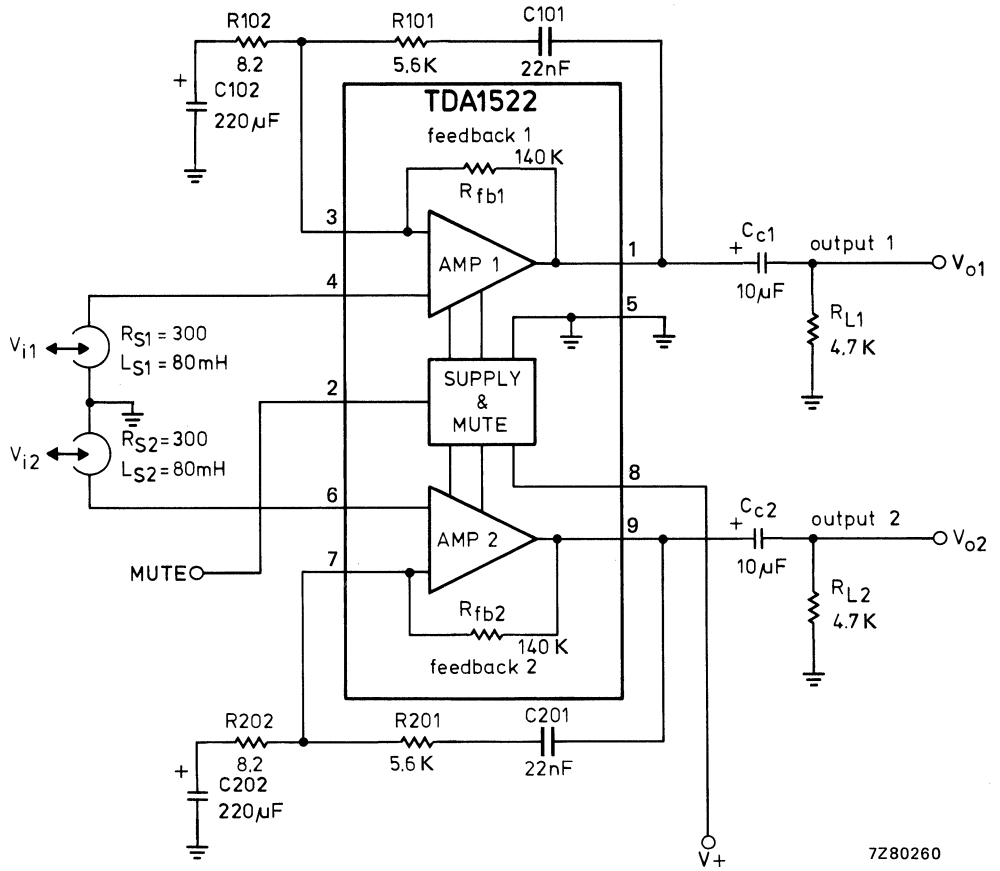 R102
8.2
R101
5.6K
C101
22nF
+
C102
220μF
TDA1522
feedback 1
140K
Rfb1
3
AMP 1
1
+
Cc1
10μF
output 1
Vo1
4
5
RL1
4.7K
Vi1
RS1=300
LS1=80mH
2
SUPPLY
&
MUTE
Vi2
RS2=300
LS2=80mH
6
8
AMP 2
9
+
Cc2
10μF
output 2
Vo2
MUTE
7
Rfb2
140K
feedback 2
RL2
4.7K
R202
8.2
R201
5.6K
C201
22nF
+
C202
220μF
V+
7Z80260